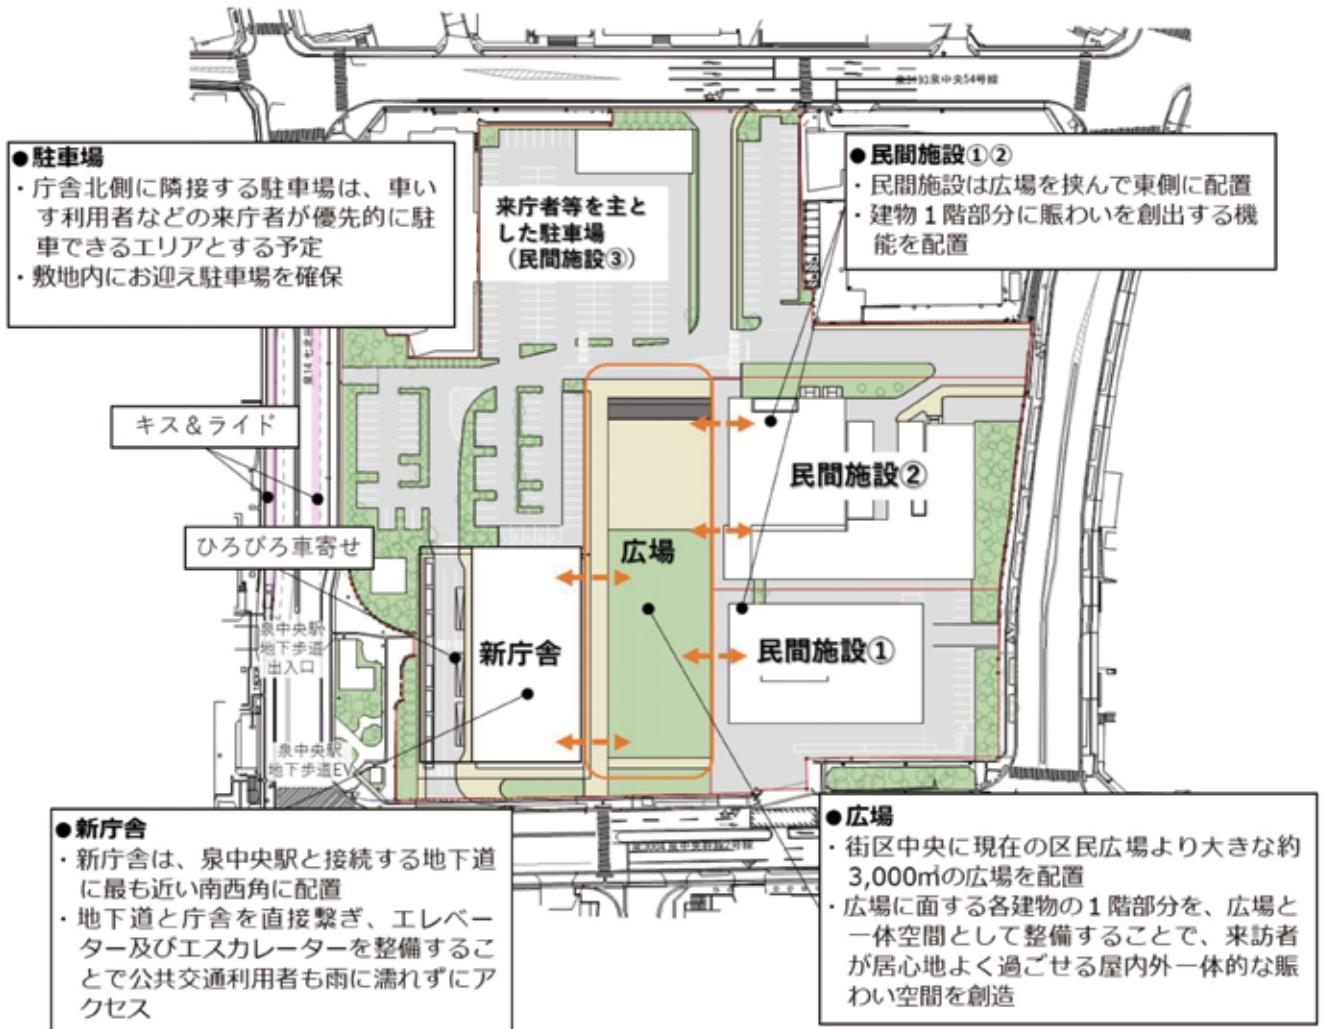 泉中央54号線
●駐車場
・庁舎北側に隣接する駐車場は、車い
す利用者などの来庁者が優先的に駐
車できるエリアとする予定
・敷地内にお迎え駐車場を確保
来庁者等を主と
した駐車場
（民間施設③）
●民間施設①②
・民間施設は広場を挟んで東側に配置
・建物１階部分に賑わいを創出する機
能を配置
キス＆ライド
ひろびろ車寄せ
民間施設②
広場
新庁舎
民間施設①
泉中央駅
地下歩道
出入口
泉中央駅
地下歩道EV
●新庁舎
・新庁舎は、泉中央駅と接続する地下道
に最も近い南西角に配置
・地下道と庁舎を直接繋ぎ、エレベー
ター及びエスカレーターを整備するこ
とで公共交通利用者も雨に濡れずにア
クセス
●広場
・街区中央に現在の区民広場より大きな約
3,000㎡の広場を配置
・広場に面する各建物の１階部分を、広場と
一体空間として整備することで、来訪者
が居心地よく過ごせる屋内外一体的な賑
わい空間を創造